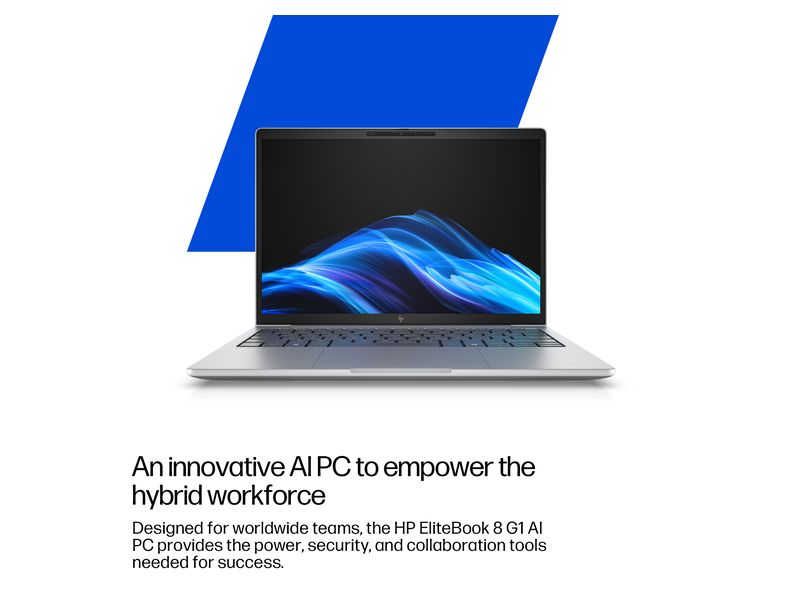 An innovative AI PC to empower the
hybrid workforce
Designed for worldwide teams, the HP EliteBook 8 G1 AI
PC provides the power, security, and collaboration tools
needed for success.